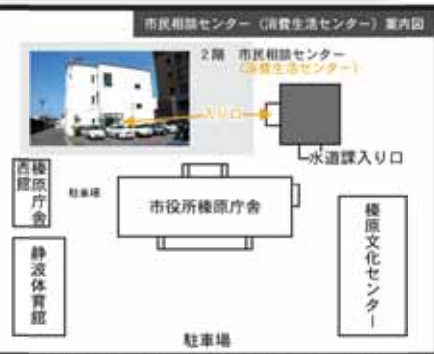 市民相談センター（消費生活センター）案内図
2階 市民相談センター
（消費生活センター）
入り口
水道課入り口
榛原庁舎
西館
駐車場
市役所榛原庁舎
静波体育館
榛原文化センター
駐車場